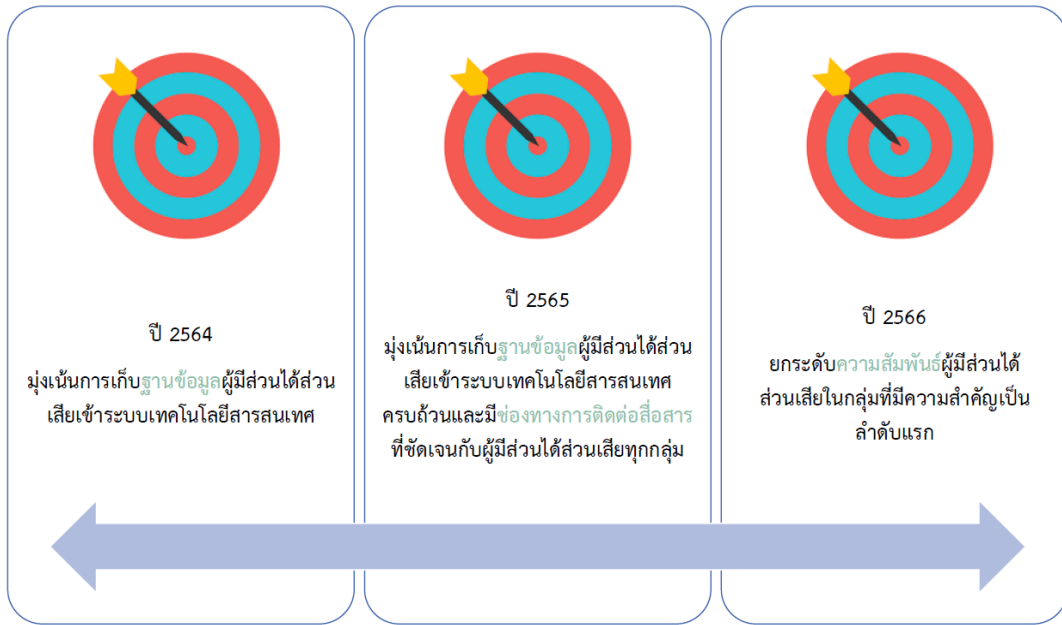 ปี 2564
มุ่งเน้นการเก็บฐานข้อมูลผู้มีส่วนได้ส่วน
เสียเข้าระบบเทคโนโลยีสารสนเทศ
ปี 2565
มุ่งเน้นการเก็บฐานข้อมูลผู้มีส่วนได้ส่วน
เสียเข้าระบบเทคโนโลยีสารสนเทศ
ครบถ้วนและมีช่องทางการติดต่อสื่อสาร
ที่ชัดเจนกับผู้มีส่วนได้ส่วนเสียทุกกลุ่ม
ปี 2566
ยกระดับความสัมพันธ์ผู้มีส่วนได้
ส่วนเสียในกลุ่มที่มีความสำคัญเป็น
ลำดับแรก